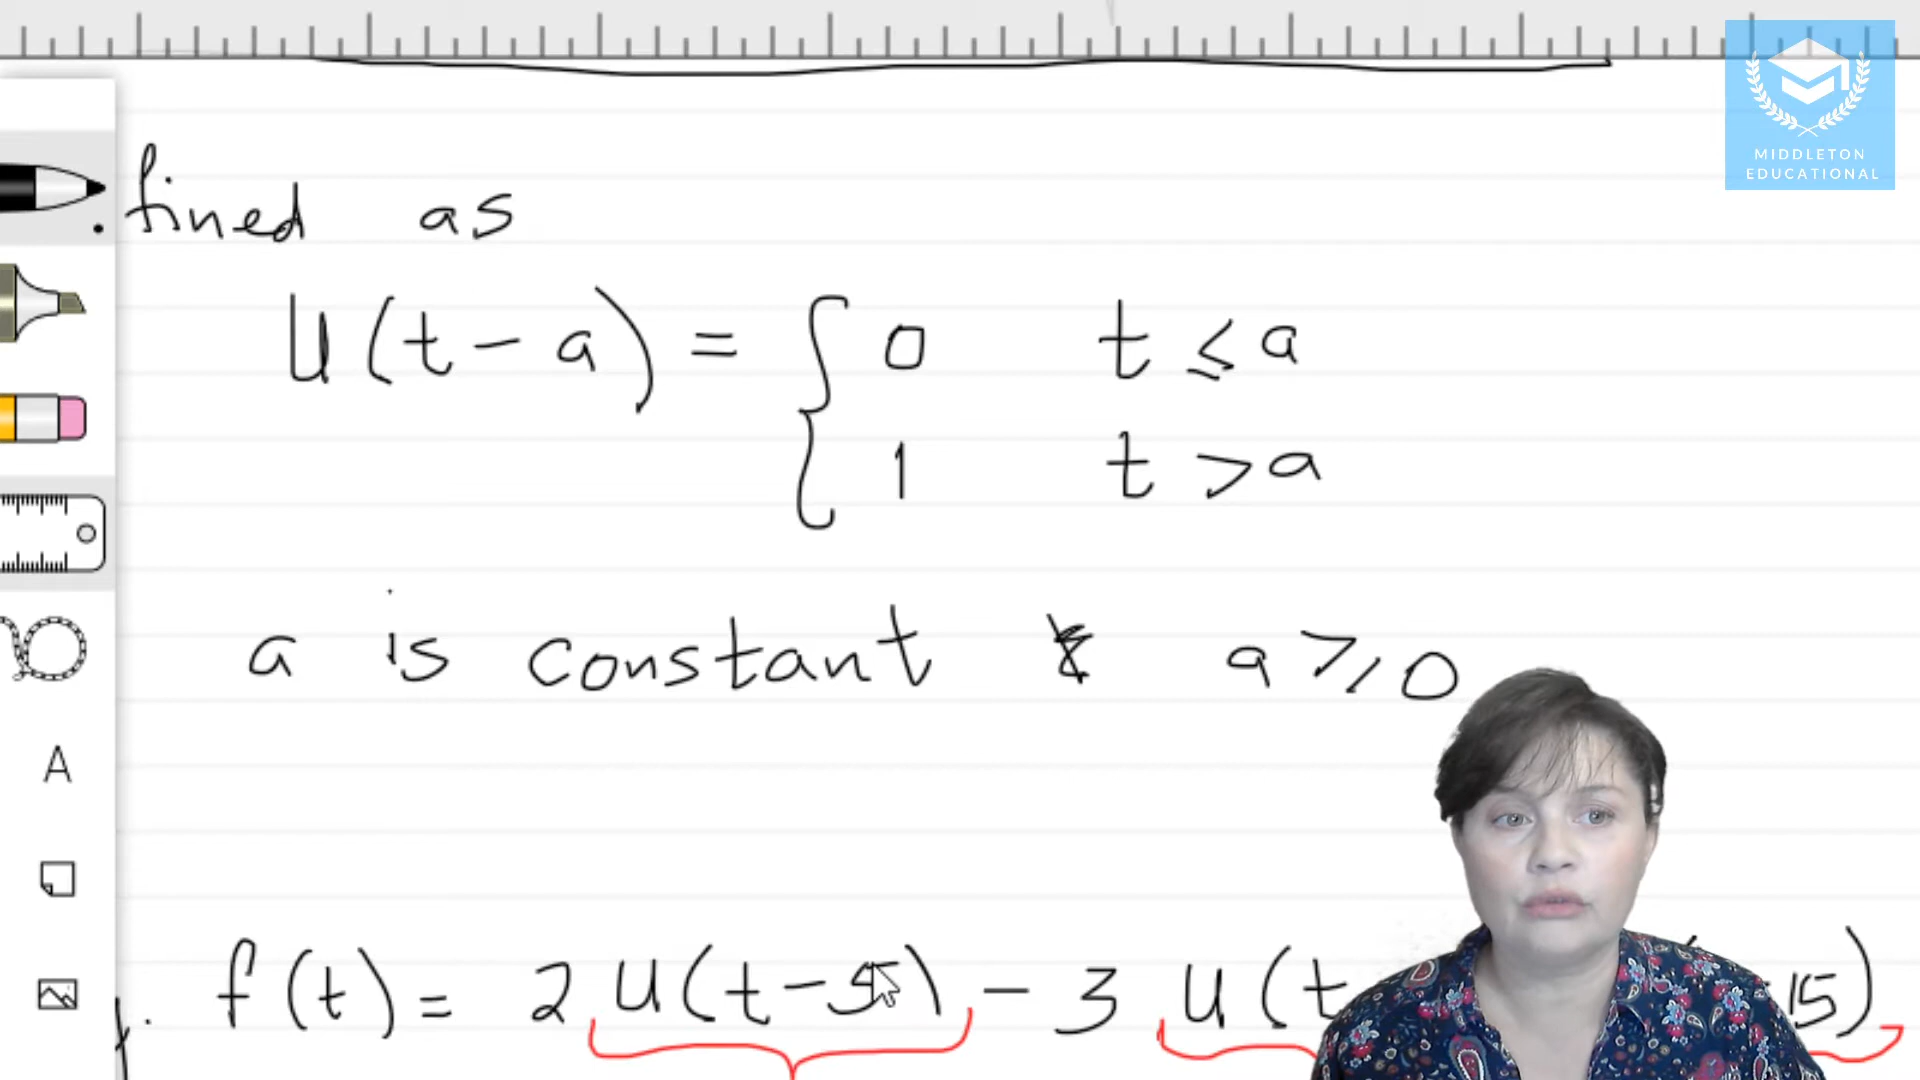 MIDDLETON
EDUCATIONAL
fined as
U(t-a) = { 0 t ≤ a
1 t > a
a is constant & a ≥ 0
A
f(t) = 2 U(t-5) - 3 U(t 15)